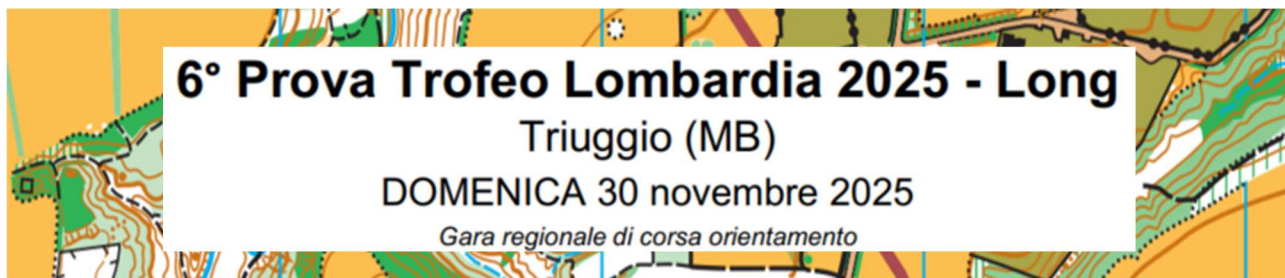 6° Prova Trofeo Lombardia 2025 - Long
Triuggio (MB)
DOMENICA 30 novembre 2025
Gara regionale di corsa orientamento